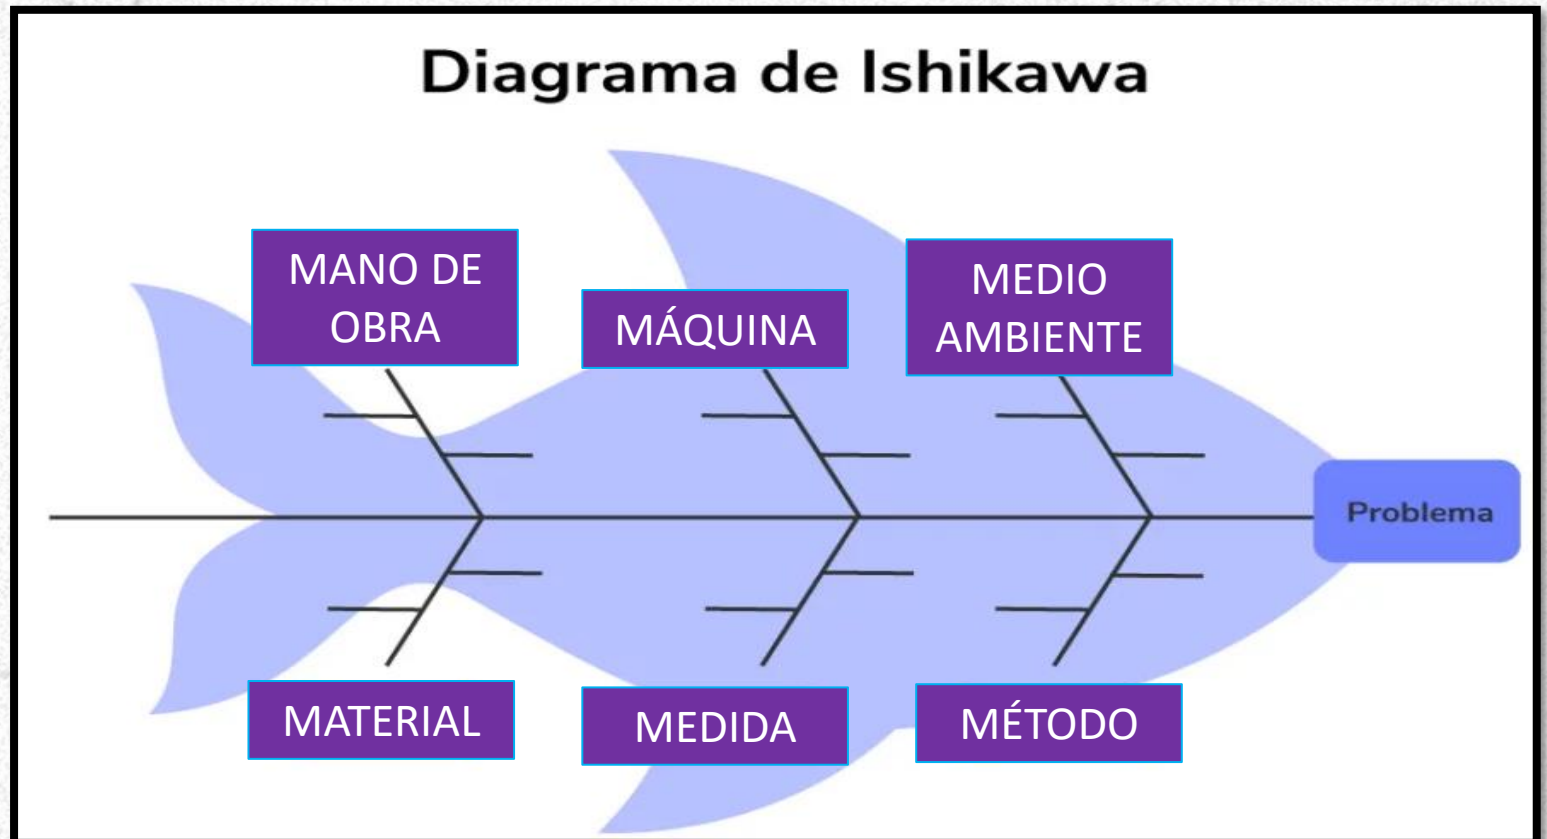 Diagrama de Ishikawa
MANO DE
OBRA
MÁQUINA
MEDIO
AMBIENTE
Problema
MATERIAL
MEDIDA
MÉTODO